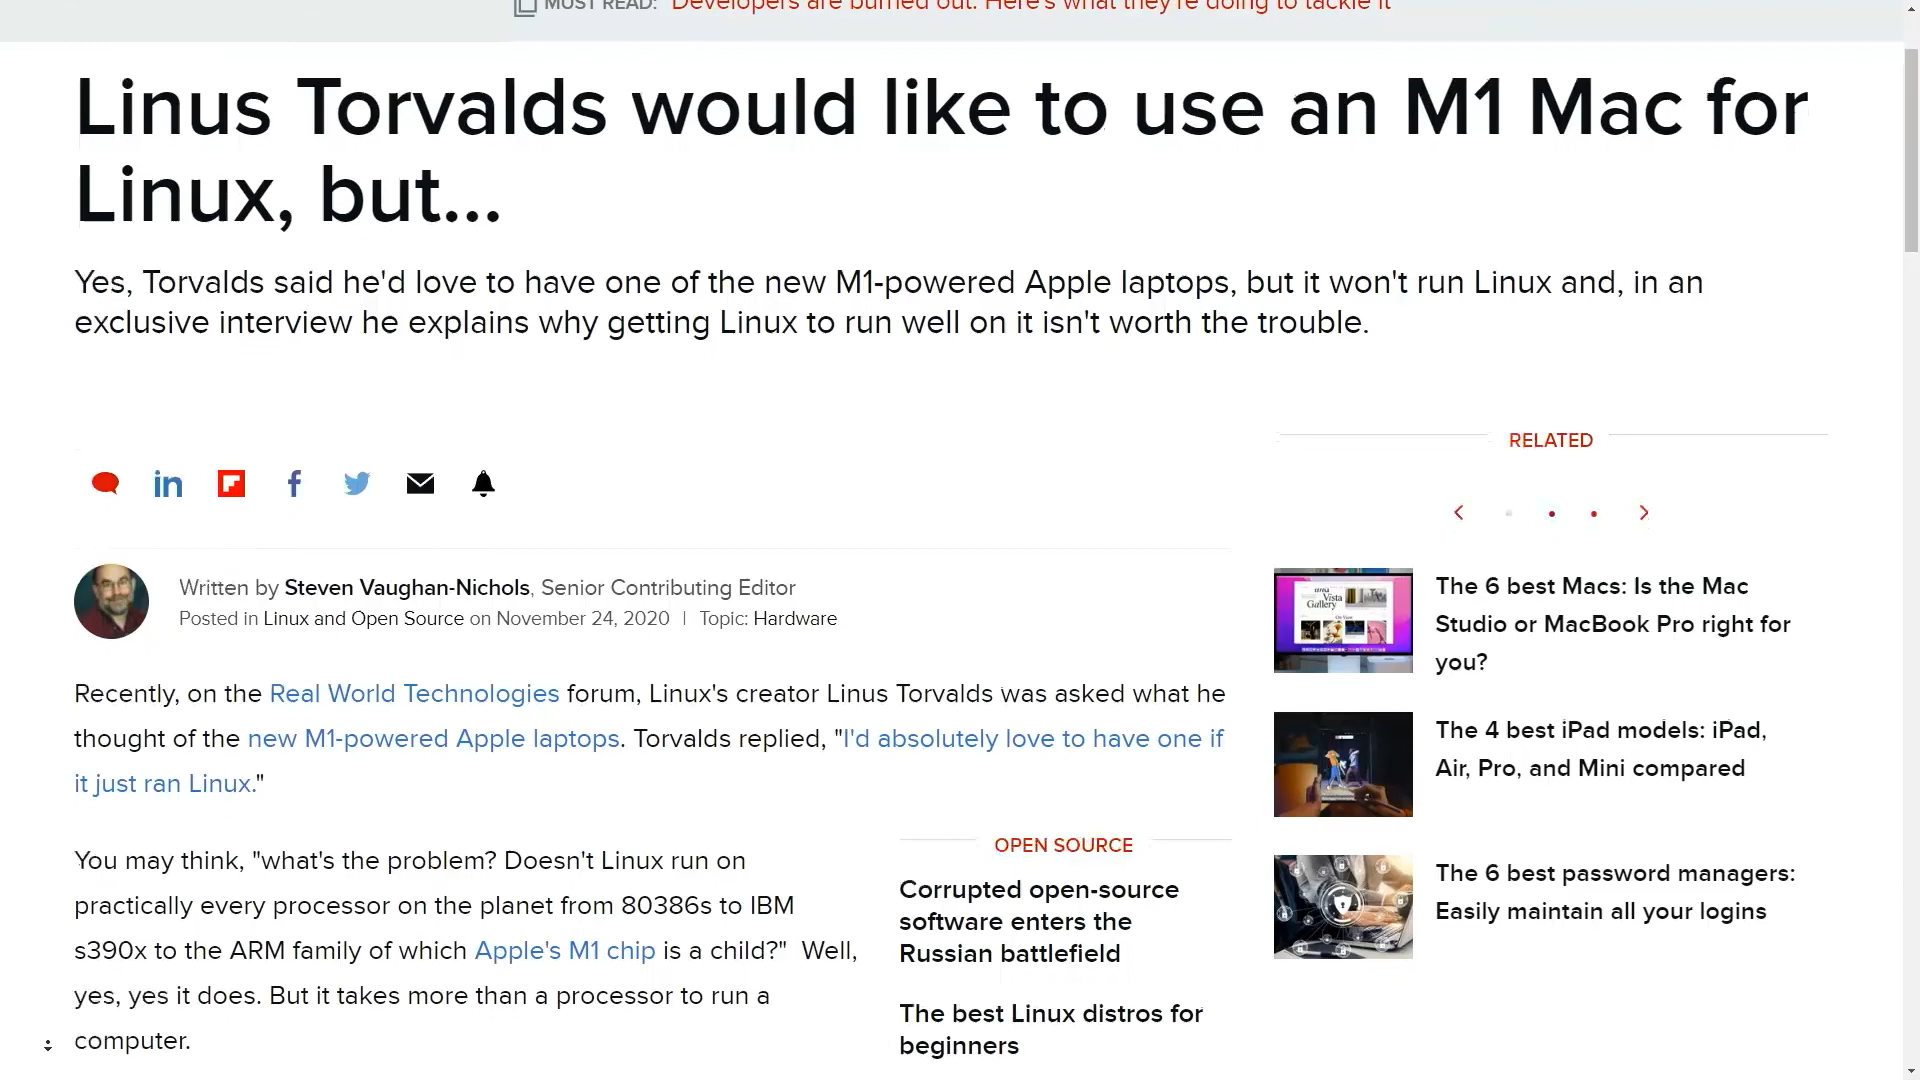 MUST READ: Developers are burned out. Here's what they're doing to tackle it
Linus Torvalds would like to use an M1 Mac for
Linux, but...
Yes, Torvalds said he'd love to have one of the new M1-powered Apple laptops, but it won't run Linux and, in an
exclusive interview he explains why getting Linux to run well on it isn't worth the trouble.
Written by Steven Vaughan-Nichols, Senior Contributing Editor
Posted in Linux and Open Source on November 24, 2020 | Topic: Hardware
Recently, on the Real World Technologies forum, Linux's creator Linus Torvalds was asked what he
thought of the new M1-powered Apple laptops. Torvalds replied, "I'd absolutely love to have one if
it just ran Linux."
You may think, "what's the problem? Doesn't Linux run on
practically every processor on the planet from 80386s to IBM
s390x to the ARM family of which Apple's M1 chip is a child?" Well,
yes, yes it does. But it takes more than a processor to run a
computer.
OPEN SOURCE
Corrupted open-source
software enters the
Russian battlefield
The best Linux distros for
beginners
RELATED
Vista
Gallery
The 6 best Macs: Is the Mac
Studio or MacBook Pro right for
you?
The 4 best iPad models: iPad,
Air, Pro, and Mini compared
The 6 best password managers:
Easily maintain all your logins